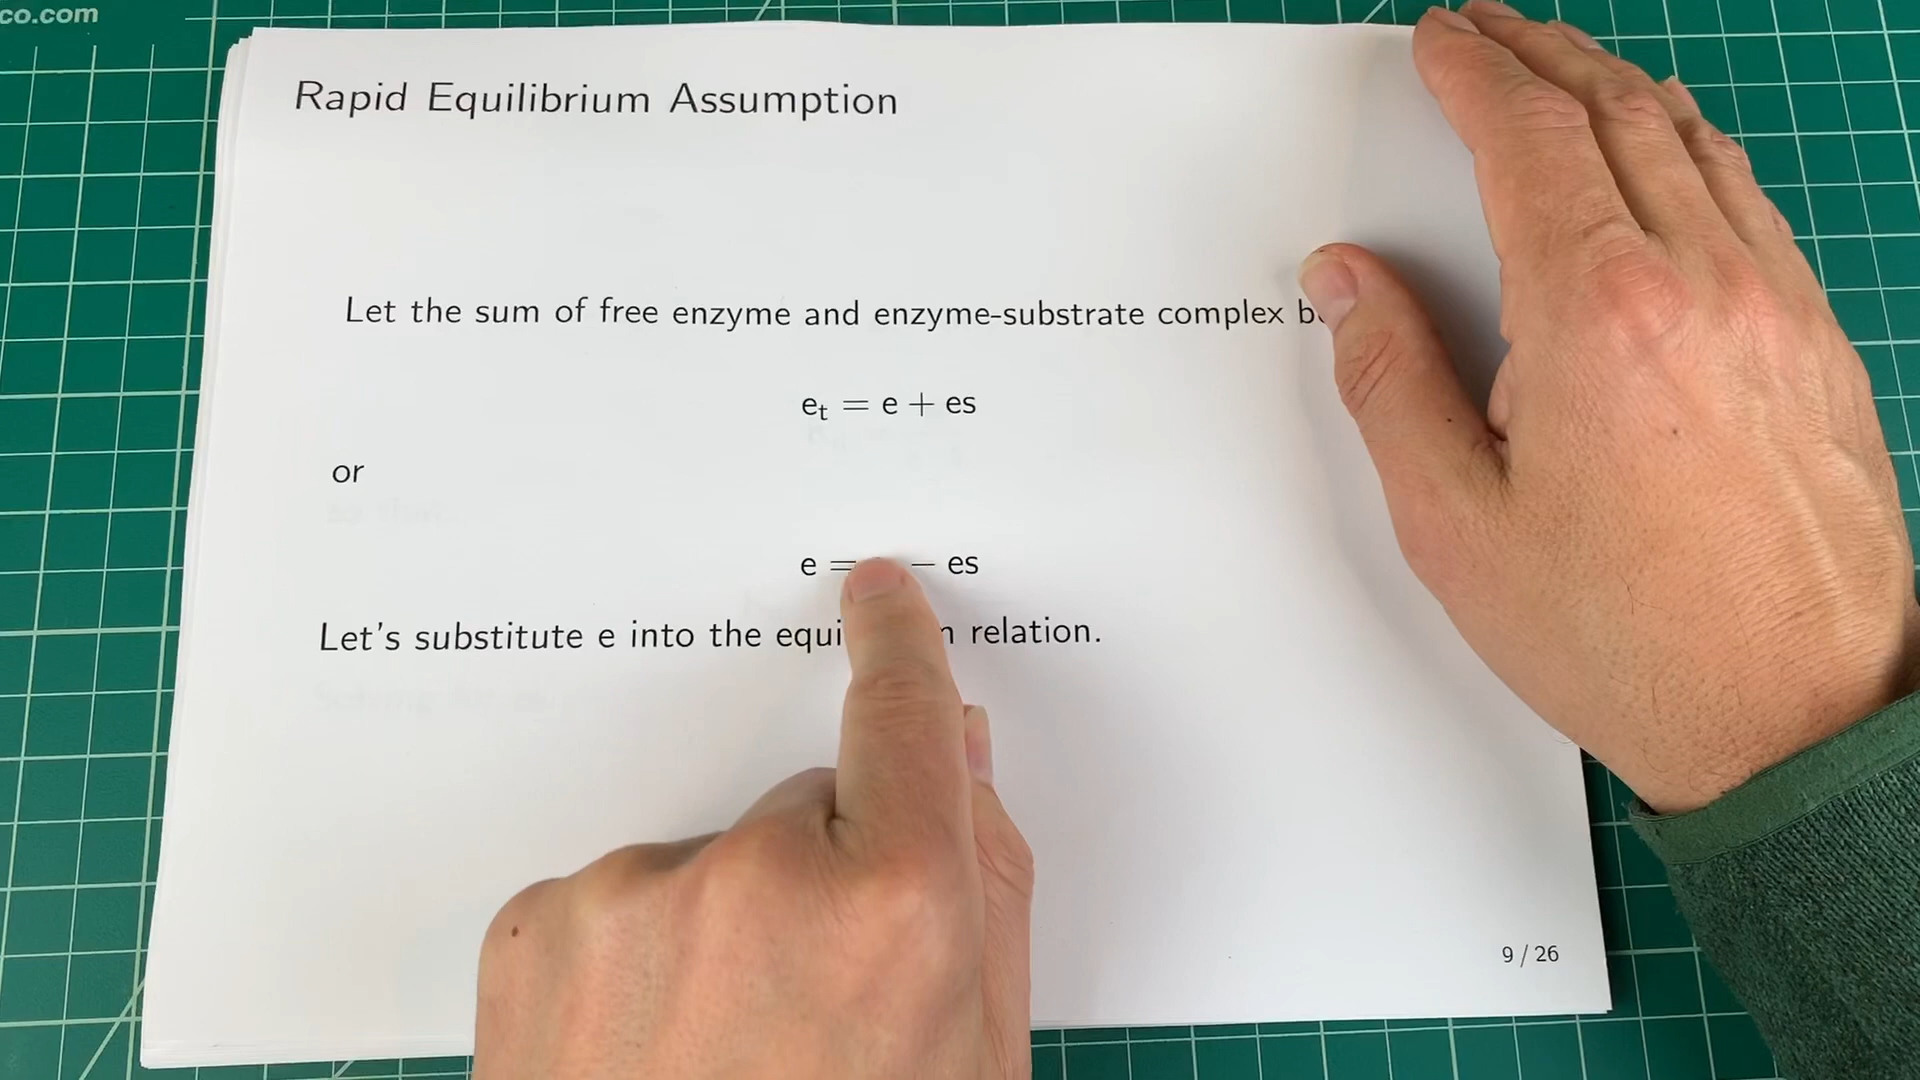 co.com
Rapid Equilibrium Assumption
Let the sum of free enzyme and enzyme-substrate complex
eₜ = e + es
or
e = − es
Let's substitute e into the relation.
9 / 26